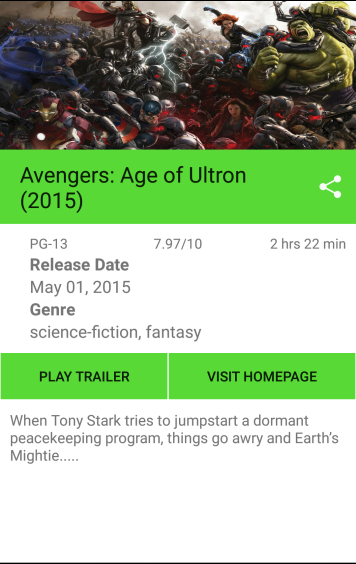 Avengers: Age of Ultron
(2015)
PG-13 7.97/10 2 hrs 22 min
Release Date
May 01, 2015
Genre
science-fiction, fantasy
PLAY TRAILER VISIT HOMEPAGE
When Tony Stark tries to jumpstart a dormant
peacekeeping program, things go awry and Earth’s
Mightie.....